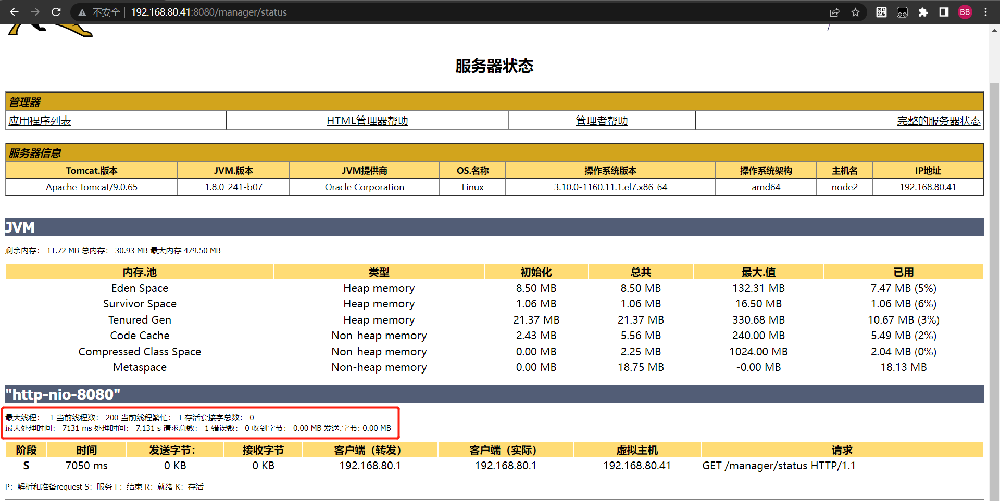 不安全 | 192.168.80.41:8080/manager/status
BB
服务器状态
管理器
应用程序列表 HTML管理器帮助 管理者帮助 完整的服务器状态
服务器信息
Tomcat.版本 JVM.版本 JVM提供商 OS.名称 操作系统版本 操作系统架构 主机名 IP地址
Apache Tomcat/9.0.65 1.8.0_241-b07 Oracle Corporation Linux 3.10.0-1160.11.1.el7.x86_64 amd64 node2 192.168.80.41
JVM
剩余内存： 11.72 MB 总内存： 30.93 MB 最大内存 479.50 MB
内存.池 类型 初始化 总共 最大.值 已用
Eden Space Heap memory 8.50 MB 8.50 MB 132.31 MB 7.47 MB (5%)
Survivor Space Heap memory 1.06 MB 1.06 MB 16.50 MB 1.06 MB (6%)
Tenured Gen Heap memory 21.37 MB 21.37 MB 330.68 MB 10.67 MB (3%)
Code Cache Non-heap memory 2.43 MB 5.56 MB 240.00 MB 5.49 MB (2%)
Compressed Class Space Non-heap memory 0.00 MB 2.25 MB 1024.00 MB 2.04 MB (0%)
Metaspace Non-heap memory 0.00 MB 18.75 MB -0.00 MB 18.13 MB
"http-nio-8080"
最大线程： -1 当前线程数： 200 当前线程繁忙： 1 存活套接字总数： 0
最大处理时间： 7131 ms 处理时间： 7.131 s 请求总数： 1 错误数： 0 收到字节： 0.00 MB 发送.字节: 0.00 MB
阶段 时间 发送字节： 接收字节 客户端（转发） 客户端（实际） 虚拟主机 请求
S 7050 ms 0 KB 0 KB 192.168.80.1 192.168.80.1 192.168.80.41 GET /manager/status HTTP/1.1
P：解析和准备request S：服务 F：结束 R：就绪 K：存活